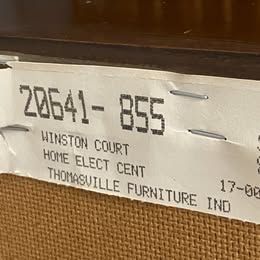 20641- 855
WINSTON COURT
HOME ELECT CENT
THOMASVILLE FURNITURE IND
17-00